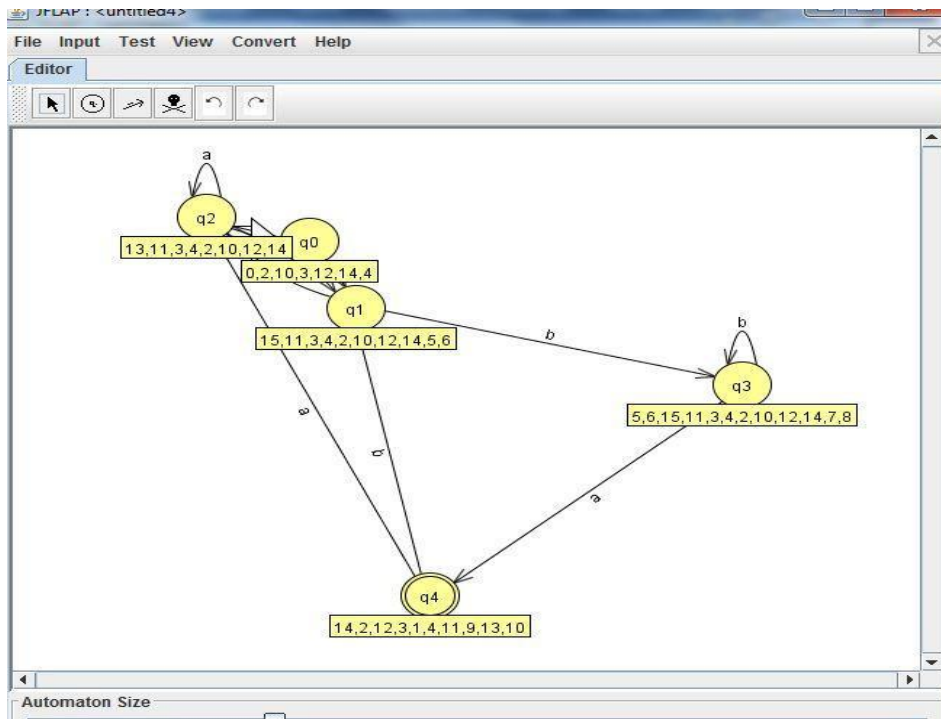 JFLAP : <untitled4>
File Input Test View Convert Help
Editor
a
q2
13,11,3,4,2,10,12,14
q0
0,2,10,3,12,14,4
q1
15,11,3,4,2,10,12,14,5,6
b
b
q3
5,6,15,11,3,4,2,10,12,14,7,8
a
b
a
q4
14,2,12,3,1,4,11,9,13,10
Automaton Size